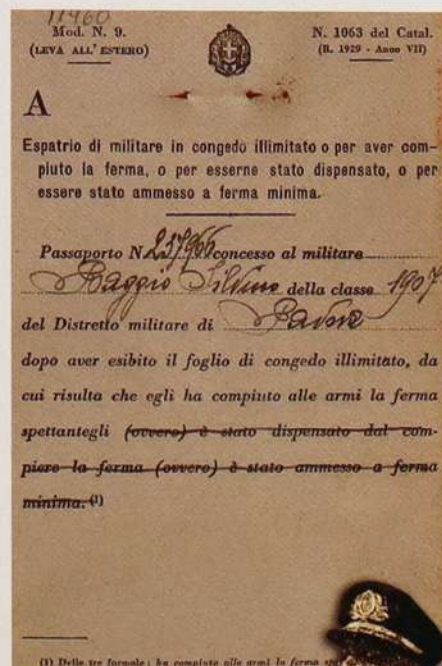 11460
Mod. N. 9.
(LEVA ALL' ESTERO)
N. 1063 del Catal.
(R. 1929 - Anno VII)
A
Espatrio di militare in congedo illimitato o per aver com-
piuto la ferma, o per esserne stato dispensato, o per
essere stato ammesso a ferma minima.
Passaporto N. 237966 concesso al militare
Silvino della classe 1907
del Distretto militare di
dopo aver esibito il foglio di congedo illimitato, da
cui risulta che egli ha compiuto alle armi la ferma
spettantegli (ovvero) è stato dispensato dal com-
piere la ferma (ovvero) è stato ammesso a ferma
minima. (1)
(1) Delle tre formole: ha compiuto alle armi la ferma